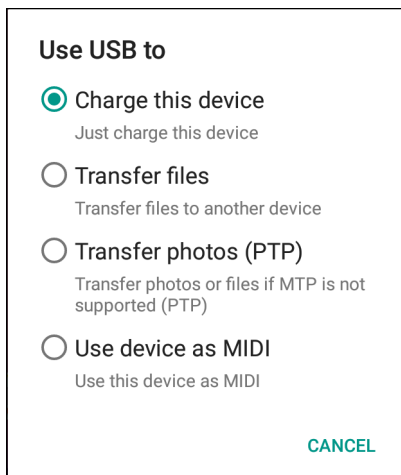 Use USB to
Charge this device
Just charge this device
Transfer files
Transfer files to another device
Transfer photos (PTP)
Transfer photos or files if MTP is not
supported (PTP)
Use device as MIDI
Use this device as MIDI
CANCEL